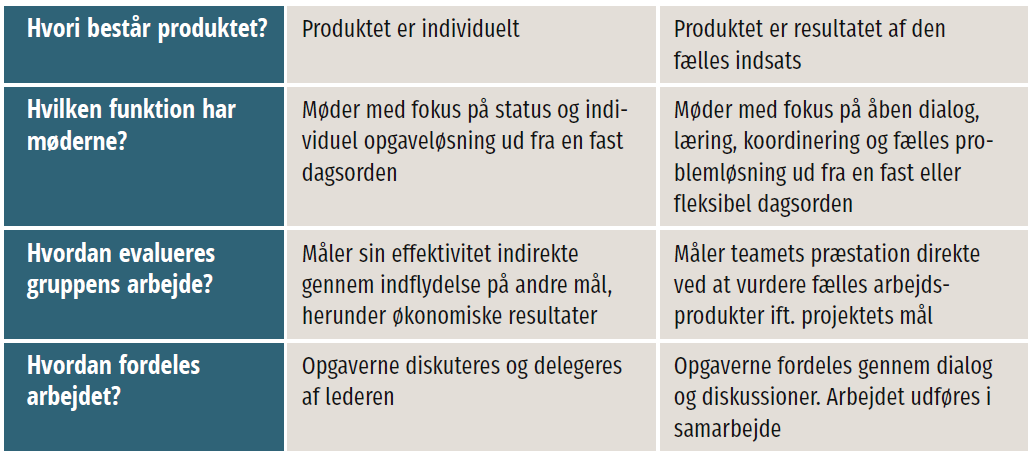 Hvori består produktet?
Produktet er individuelt
Produktet er resultatet af den
fælles indsats
Hvilken funktion har
møderne?
Møder med fokus på status og indi-
viduel opgaveløsning ud fra en fast
dagsorden
Møder med fokus på åben dialog,
læring, koordinering og fælles pro-
blemløsning ud fra en fast eller
fleksibel dagsorden
Hvordan evalueres
gruppens arbejde?
Måler sin effektivitet indirekte
gennem indflydelse på andre mål,
herunder økonomiske resultater
Måler teamets præstation direkte
ved at vurdere fælles arbejds-
produkter ift. projektets mål
Hvordan fordeles
arbejdet?
Opgaverne diskuteres og delegeres
af lederen
Opgaverne fordeles gennem dialog
og diskussioner. Arbejdet udføres i
samarbejde